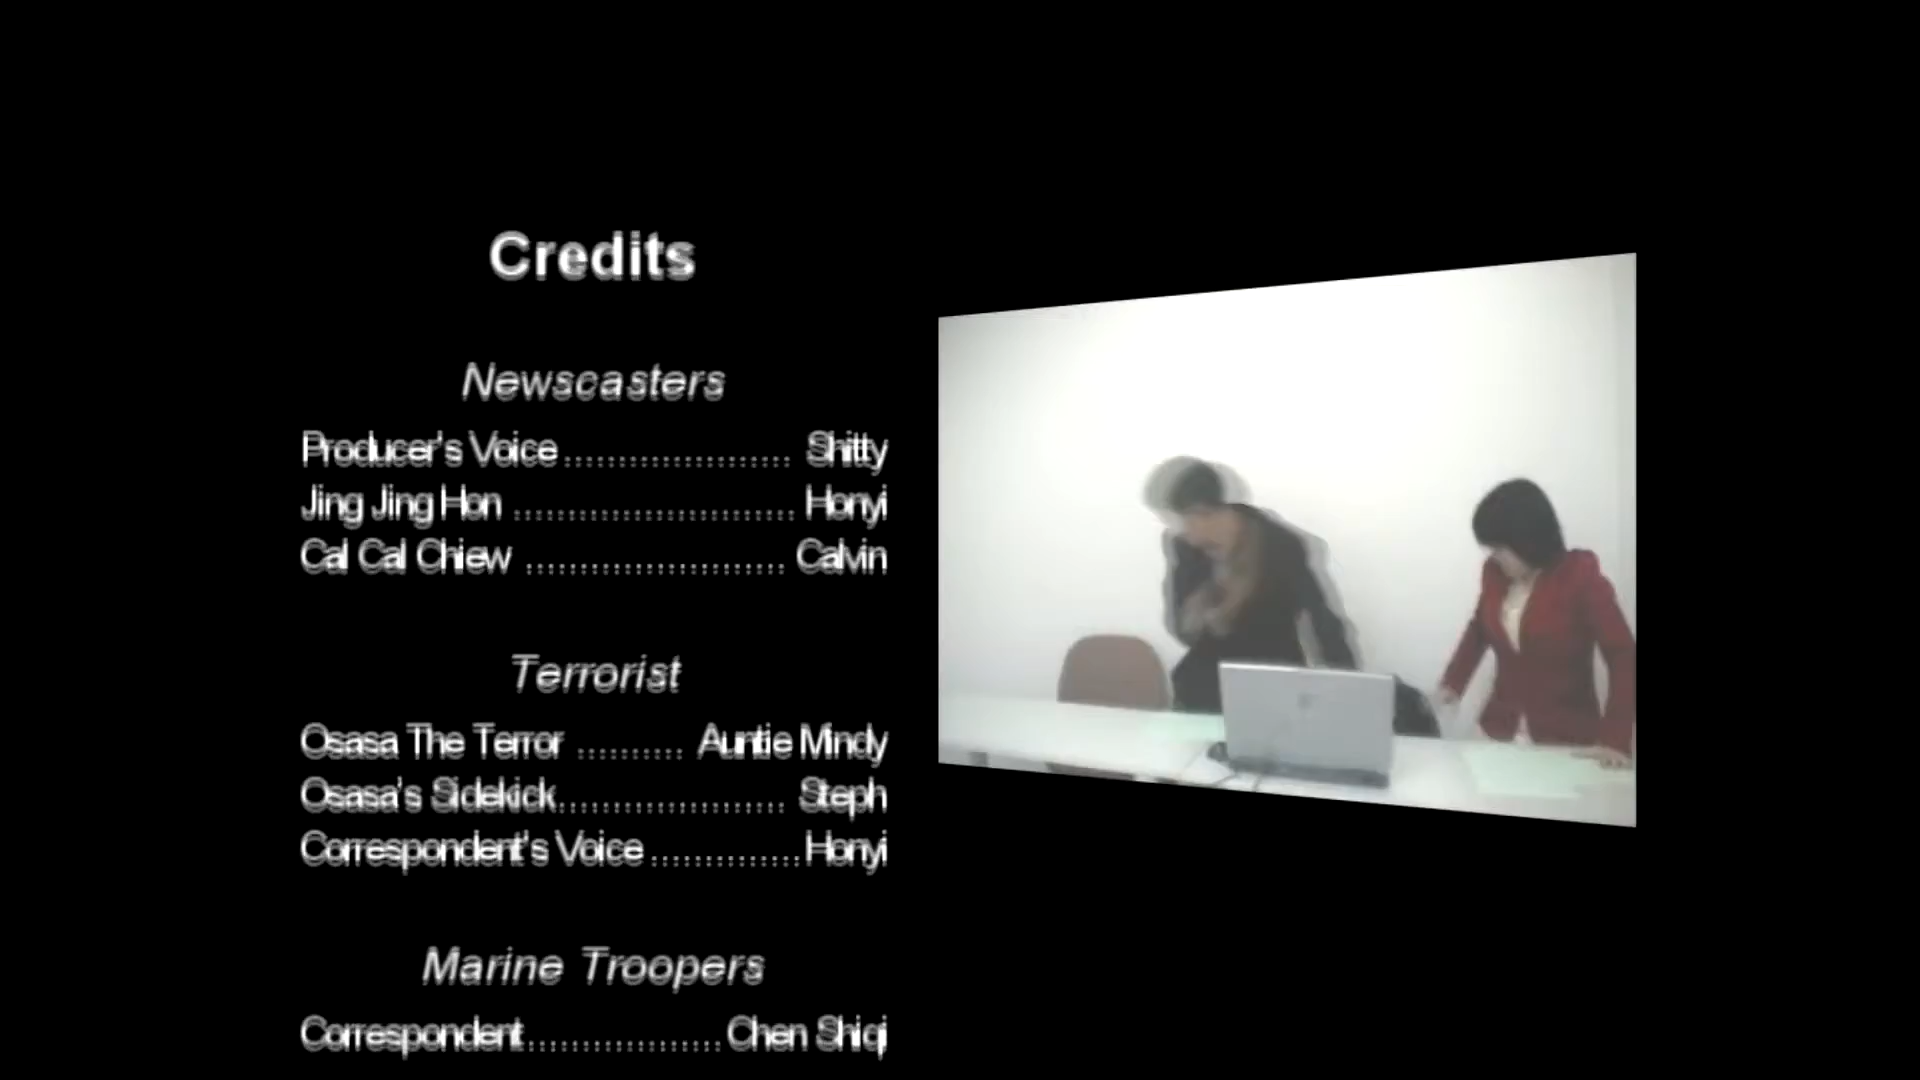 Credits
Newscasters
Producer's Voice ..................... Shitty
Jing Jing Hon .......................... Honyi
Cal Cal Chiew ........................ Calvin
Terrorist
Osasa The Terror .......... Auntie Mindy
Osasa's Sidekick..................... Steph
Correspondent's Voice ..............Honyi
Marine Troopers
Correspondent.................. Chen Shiqi